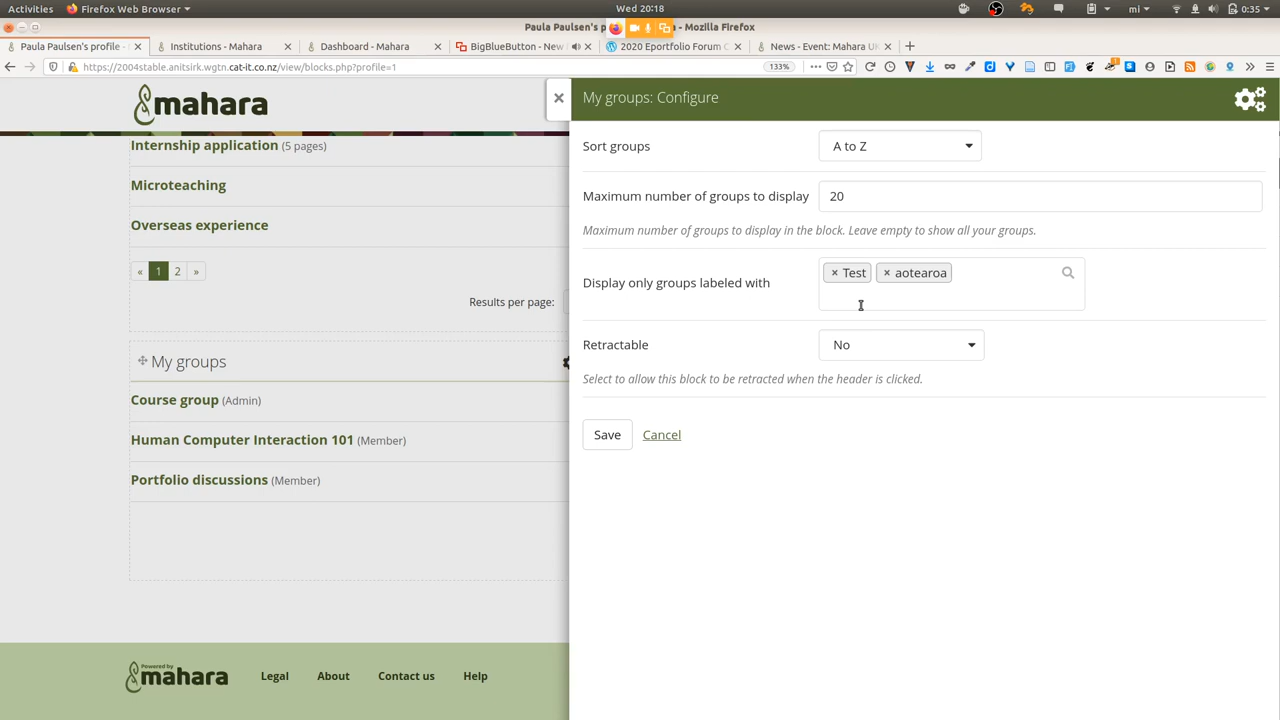 Activities
Firefox Web Browser
Wed 20:18
mi
0:35
Paula Paulsen's p
a - Mozilla Firefox
Paula Paulsen's profile -
Institutions - Mahara
Dashboard - Mahara
BigBlueButton - New
2020 Eportfolio Forum C
News - Event: Mahara UK
https://2004stable.anitsirk.wgtn.cat-it.co.nz/view/blocks.php?profile=1
133%
mahara
Internship application (5 pages)
Microteaching
Overseas experience
« 1 2 »
Results per page:
My groups
Course group (Admin)
Human Computer Interaction 101 (Member)
Portfolio discussions (Member)
Powered by
mahara
Legal
About
Contact us
Help
× My groups: Configure
Sort groups
A to Z
Maximum number of groups to display
20
Maximum number of groups to display in the block. Leave empty to show all your groups.
Display only groups labeled with
× Test × aotearoa
Retractable
No
Select to allow this block to be retracted when the header is clicked.
Save
Cancel